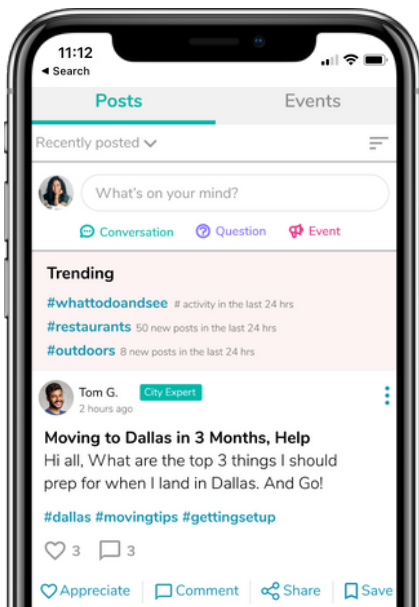 11:12
◄ Search
Posts Events
Recently posted
What's on your mind?
Conversation Question Event
Trending
#whattodoandsee # activity in the last 24 hrs
#restaurants 50 new posts in the last 24 hrs
#outdoors 8 new posts in the last 24 hrs
Tom G. City Expert
2 hours ago
Moving to Dallas in 3 Months, Help
Hi all, What are the top 3 things I should
prep for when I land in Dallas. And Go!
#dallas #movingtips #gettingsetup
3 3
Appreciate Comment Share Save